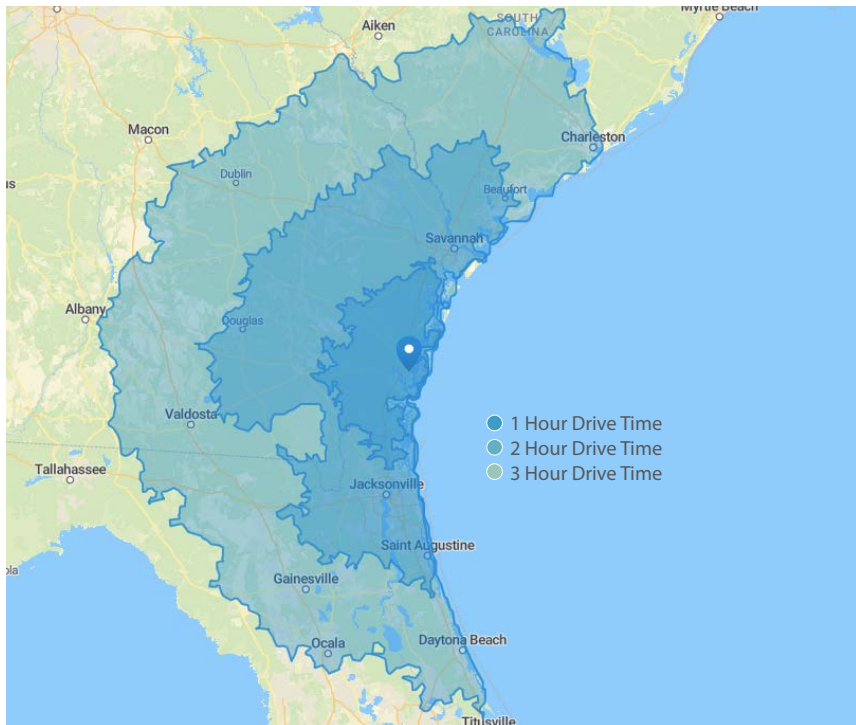 SOUTH
CAROLINA
Myrtle Beach
Aiken
Macon
Charleston
Dublin
Beaufort
Savannah
Albany
Douglas
Valdosta
1 Hour Drive Time
2 Hour Drive Time
3 Hour Drive Time
Tallahassee
Jacksonville
Saint Augustine
Gainesville
Daytona Beach
Ocala
Titusville